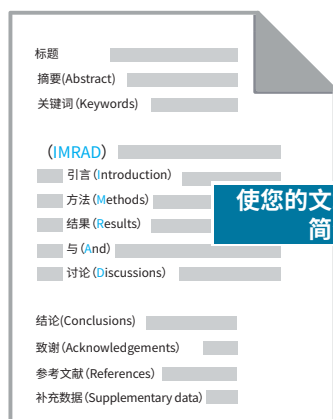 标题
摘要(Abstract)
关键词(Keywords)
(IMRAD)
引言(Introduction)
方法(Methods)
结果(Results)
与(And)
讨论(Discussions)
使您的文
简
结论(Conclusions)
致谢(Acknowledgements)
参考文献(References)
补充数据(Supplementary data)